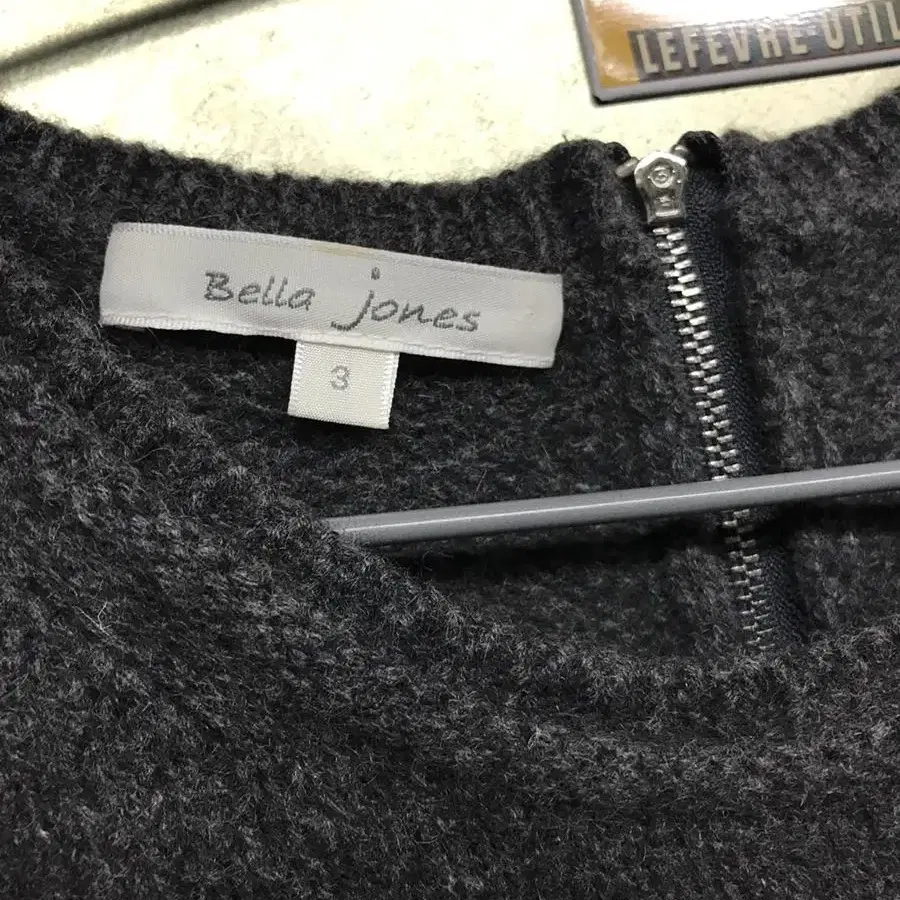 LEFEVRE-UTIL
Bella jones
3